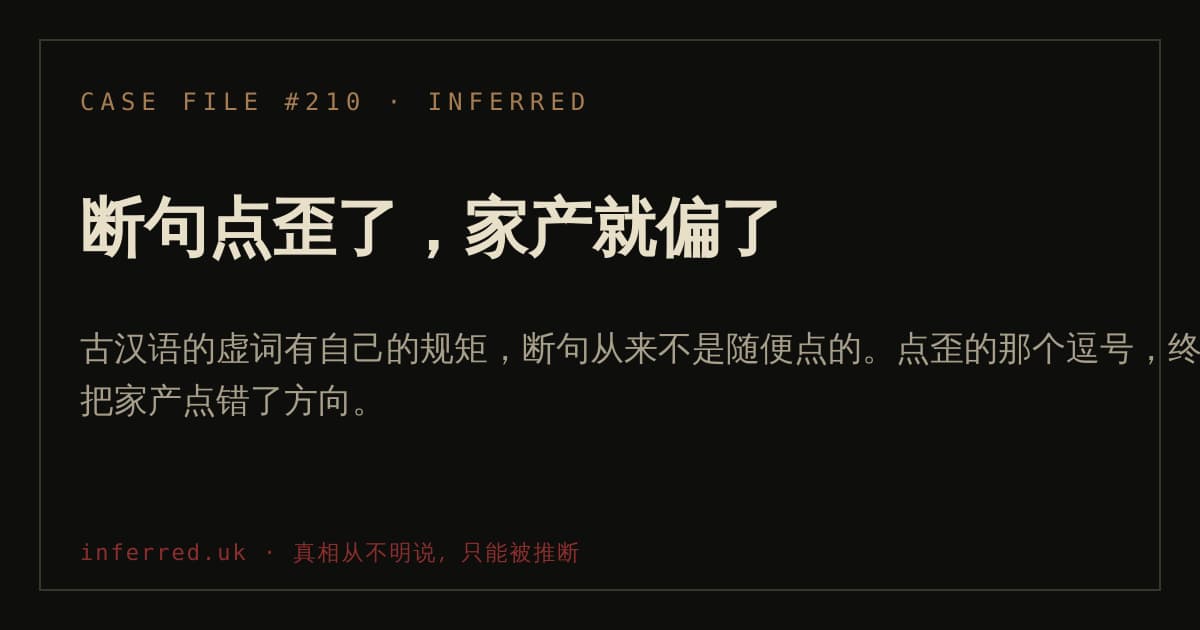 CASE FILE #210 · INFERRED
断句点歪了，家产就偏了
古汉语的虚词有自己的规矩，断句从来不是随便点的。点歪的那个逗号，终
把家产点错了方向。
inferred.uk · 真相从不明说，只能被推断